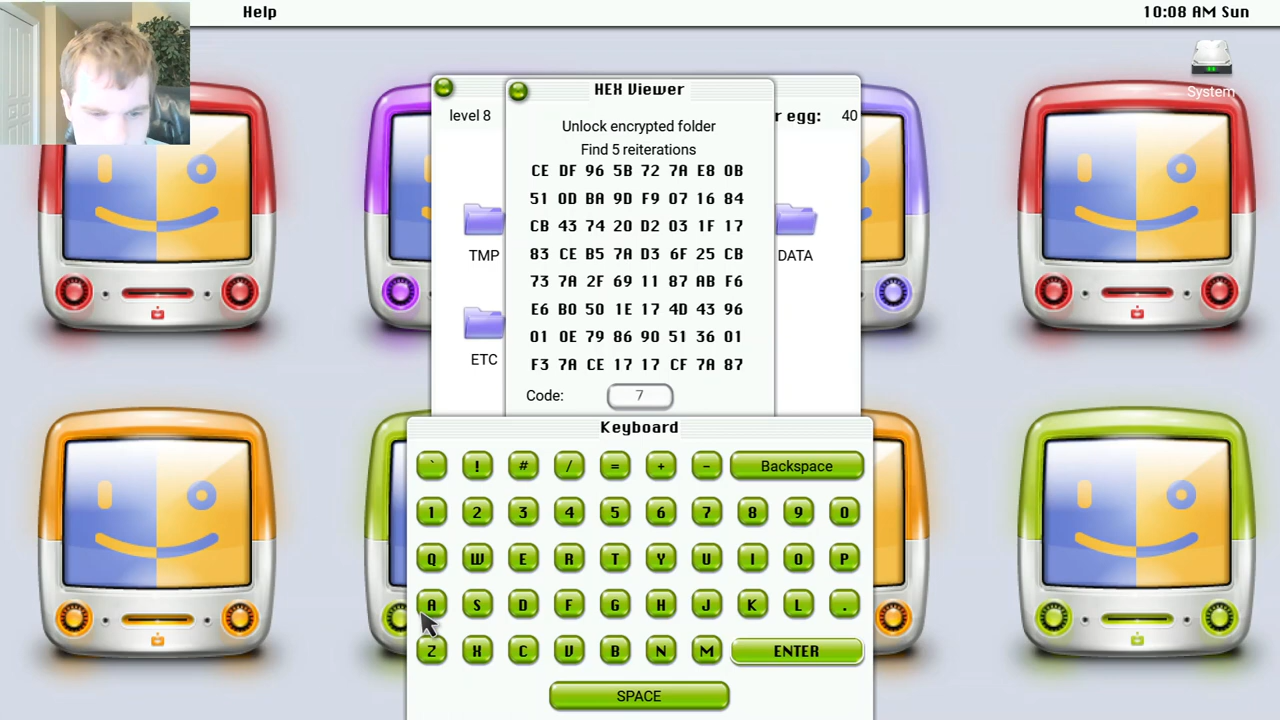 Help 10:08 AM Sun
System
HEX Viewer
level 8 r egg: 40
Unlock encrypted folder
Find 5 reiterations
CE DF 96 5B 72 7A E8 0B
51 0D BA 9D F9 07 16 84
CB 43 74 20 D2 03 1F 17
83 CE B5 7A D3 6F 25 CB
73 7A 2F 69 11 87 AB F6
E6 B0 50 1E 17 4D 43 96
01 0E 79 86 90 51 36 01
F3 7A CE 17 17 CF 7A 87
TMP DATA
ETC
Code: 7
Keyboard
` ! # / = + - Backspace
1 2 3 4 5 6 7 8 9 0
Q W E R T Y U I O P
A S D F G H J K L .
Z X C V B N M ENTER
SPACE